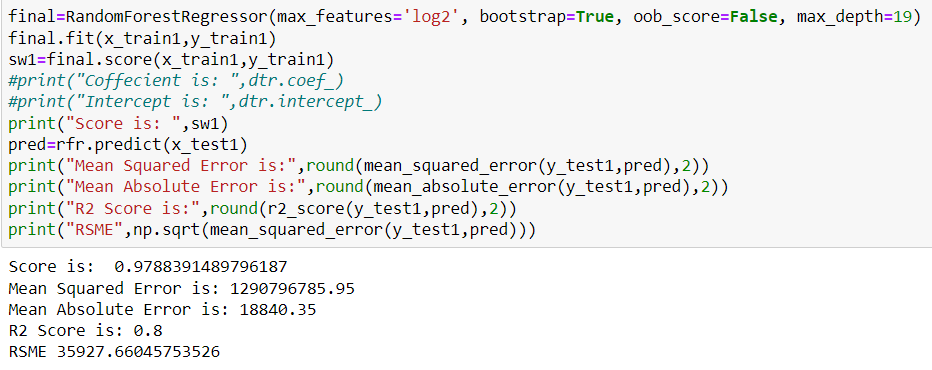 final=RandomForestRegressor(max_features='log2', bootstrap=True, oob_score=False, max_depth=19)
final.fit(x_train1,y_train1)
sw1=final.score(x_train1,y_train1)
#print("Coffecient is: ",dtr.coef_)
#print("Intercept is: ",dtr.intercept_)
print("Score is: ",sw1)
pred=rfr.predict(x_test1)
print("Mean Squared Error is:",round(mean_squared_error(y_test1,pred),2))
print("Mean Absolute Error is:",round(mean_absolute_error(y_test1,pred),2))
print("R2 Score is:",round(r2_score(y_test1,pred),2))
print("RSME",np.sqrt(mean_squared_error(y_test1,pred)))
Score is:  0.9788391489796187
Mean Squared Error is: 1290796785.95
Mean Absolute Error is: 18840.35
R2 Score is: 0.8
RSME 35927.66045753526